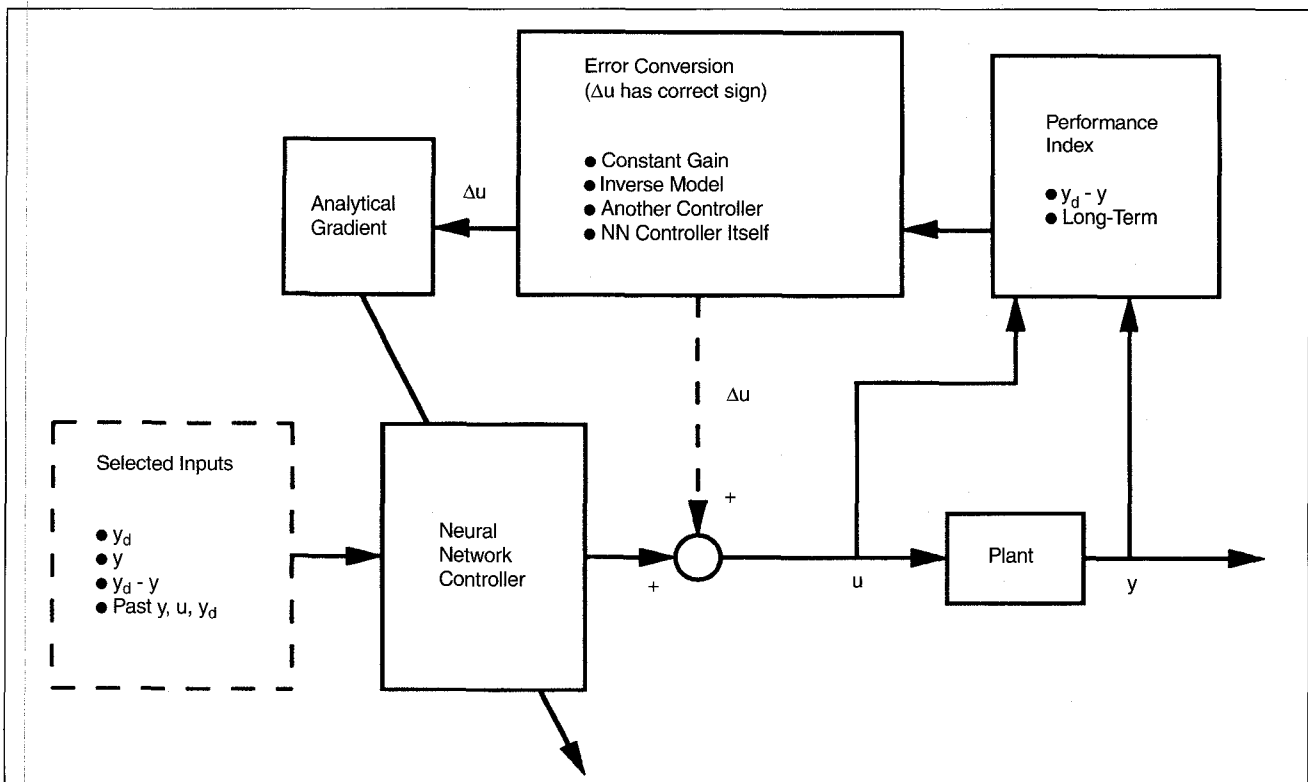 Error Conversion
(Δu has correct sign)
● Constant Gain
● Inverse Model
● Another Controller
● NN Controller Itself
Performance
Index
● y_d - y
● Long-Term
Analytical
Gradient
Δu
Δu
Selected Inputs
● y_d
● y
● y_d - y
● Past y, u, y_d
Neural
Network
Controller
+
+
u
Plant
y